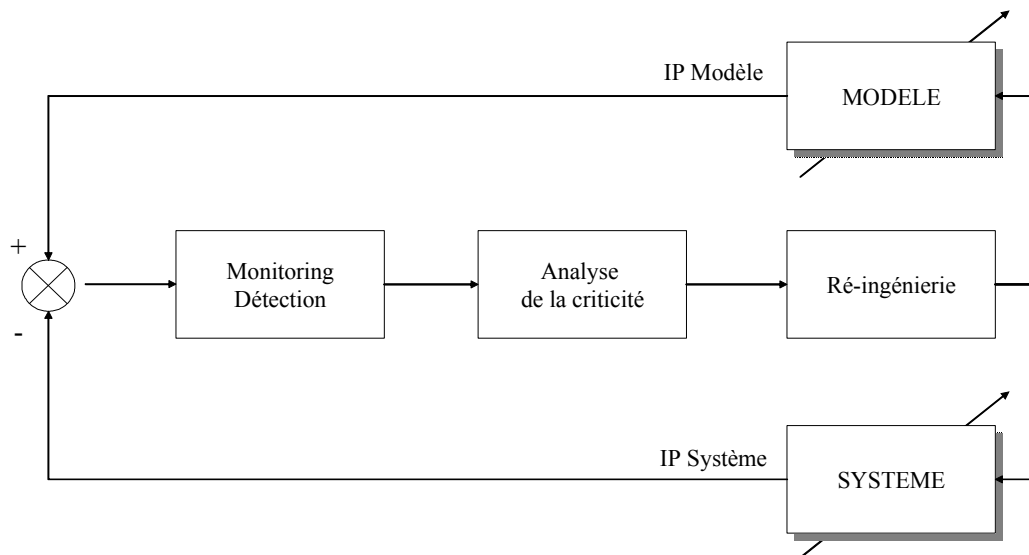 IP Modèle
MODELE
+
Monitoring
Détection
Analyse
de la criticité
Ré-ingénierie
-
IP Système
SYSTEME